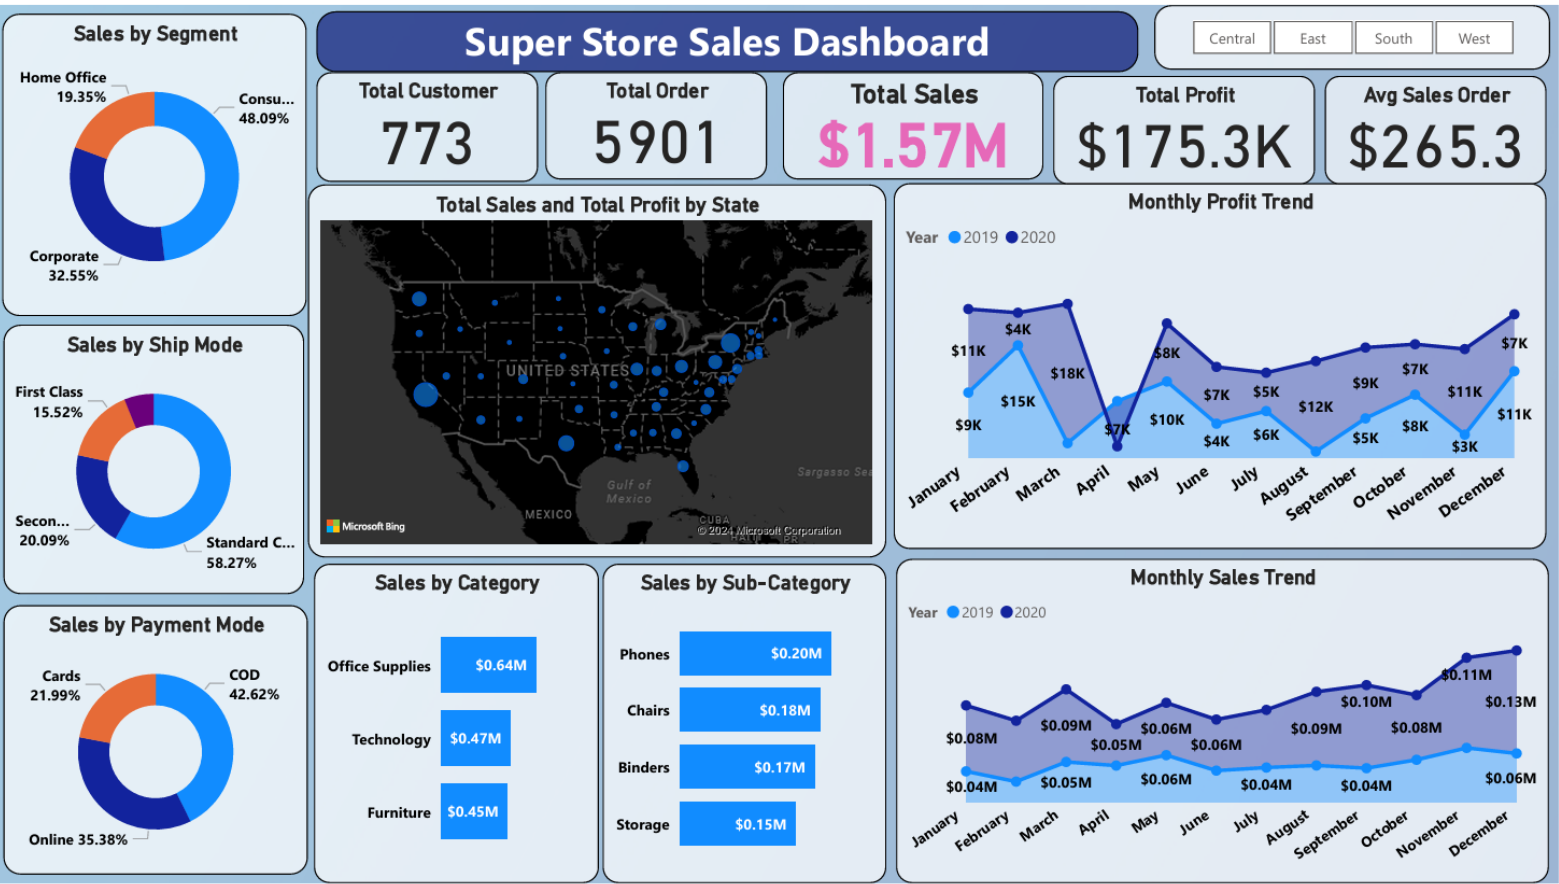 Super Store Sales Dashboard
Central
East
South
West
Sales by Segment
Home Office
19.35%
Consu...
48.09%
Corporate
32.55%
Total Customer
773
Total Order
5901
Total Sales
$1.57M
Total Profit
$175.3K
Avg Sales Order
$265.3
Sales by Ship Mode
First Class
15.52%
Secon...
20.09%
Standard C...
58.27%
Total Sales and Total Profit by State
UNITED STATES
Sargasso Sea
Gulf of
Mexico
MEXICO
CUBA
Microsoft Bing
© 2024 Microsoft Corporation
Monthly Profit Trend
Year
2019
2020
$11K
$4K
$18K
$8K
$7K
$5K
$12K
$9K
$7K
$11K
$7K
$9K
$15K
$7K
$10K
$4K
$6K
$5K
$8K
$3K
$11K
January
February
March
April
May
June
July
August
September
October
November
December
Sales by Payment Mode
Cards
21.99%
COD
42.62%
Online 35.38%
Sales by Category
Office Supplies
$0.64M
Technology
$0.47M
Furniture
$0.45M
Sales by Sub-Category
Phones
$0.20M
Chairs
$0.18M
Binders
$0.17M
Storage
$0.15M
Monthly Sales Trend
Year
2019
2020
$0.08M
$0.09M
$0.05M
$0.06M
$0.06M
$0.09M
$0.10M
$0.08M
$0.11M
$0.13M
$0.04M
$0.05M
$0.06M
$0.04M
$0.04M
$0.06M
January
February
March
April
May
June
July
August
September
October
November
December